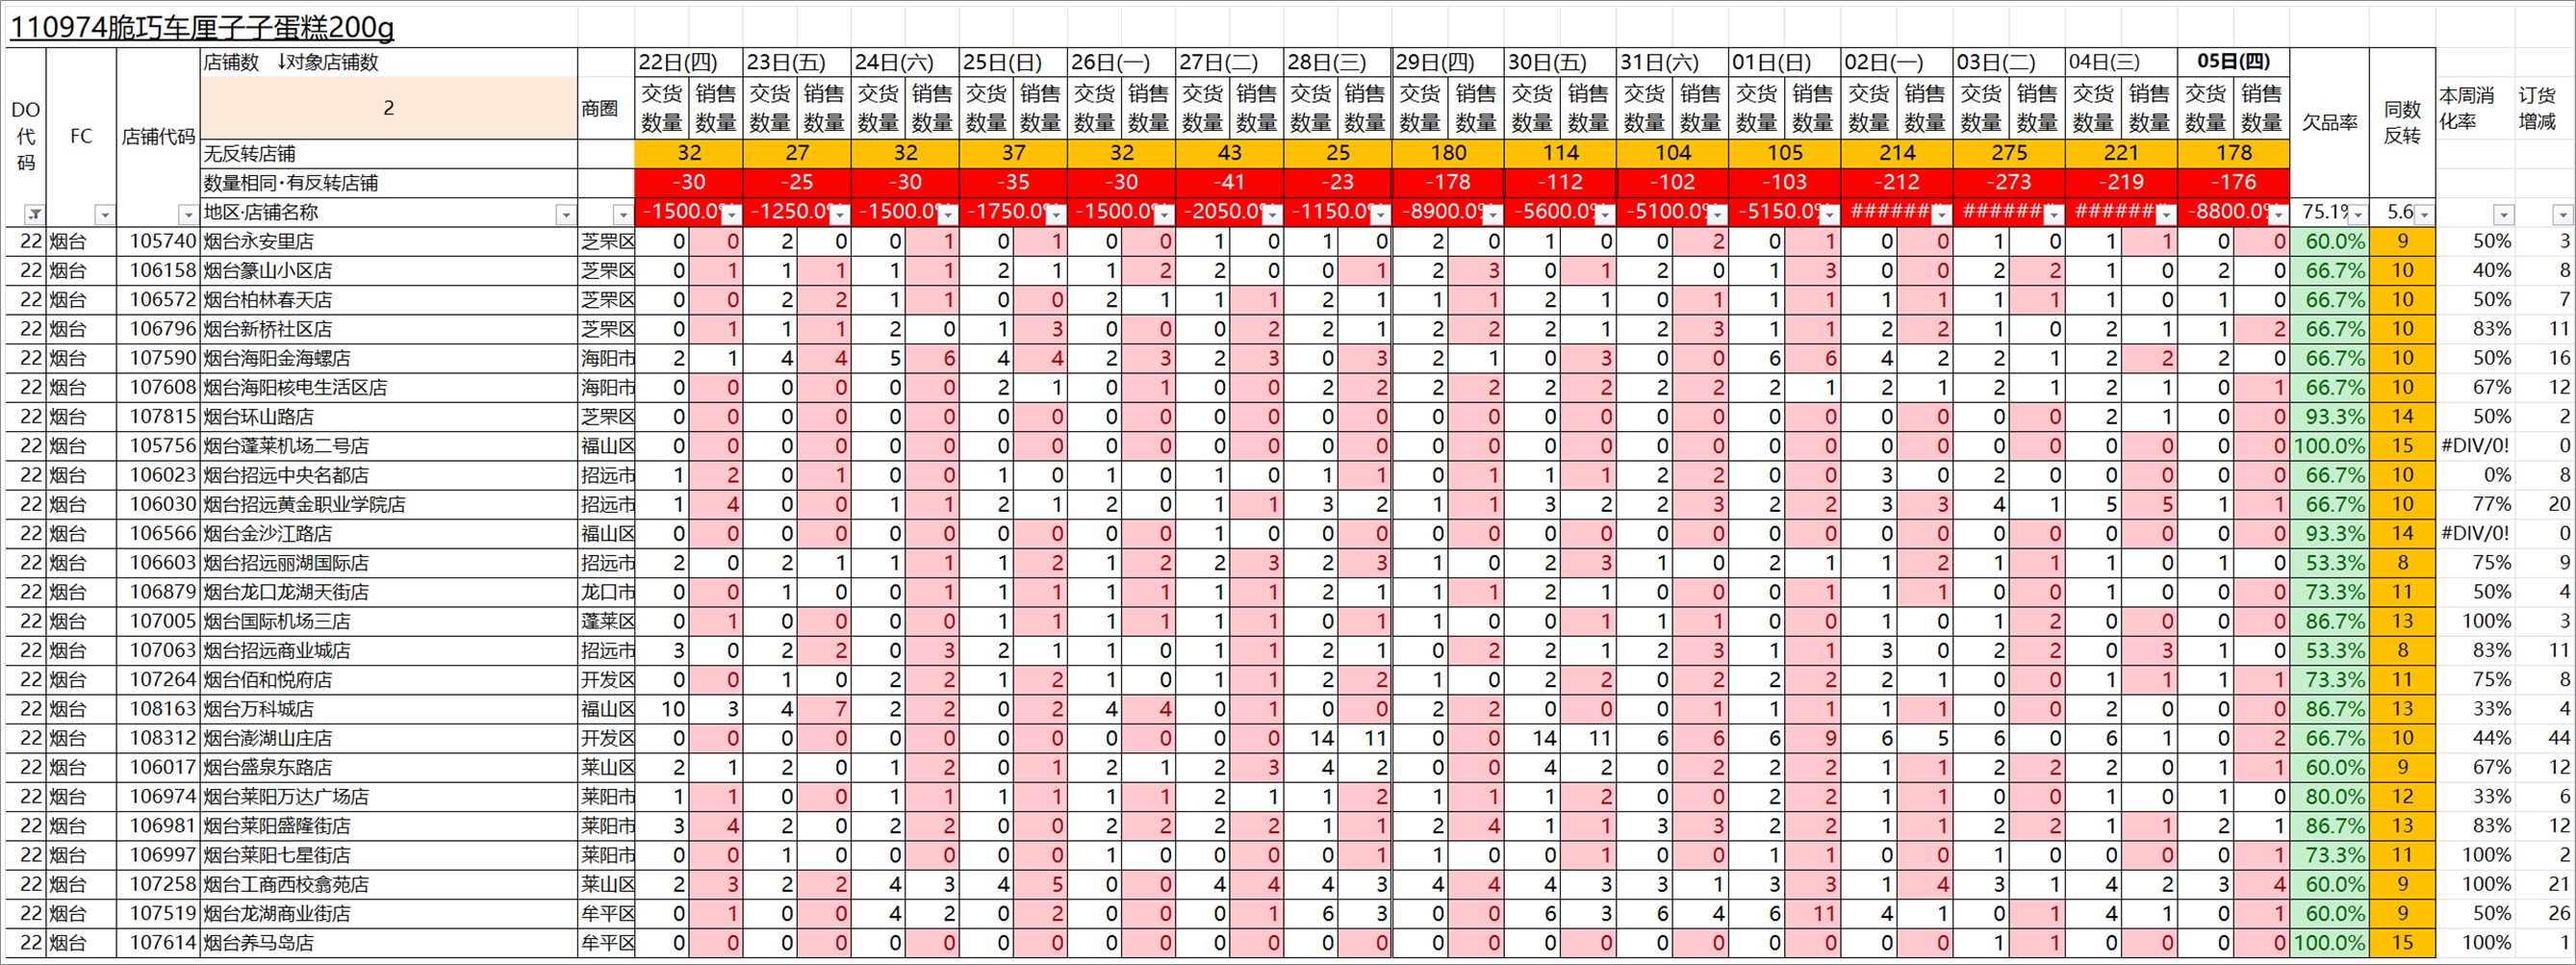 110974脆巧车厘子子蛋糕200g
DO代码 FC 店铺代码 店铺数 ↓对象店铺数 商圈 22日(四) 23日(五) 24日(六) 25日(日) 26日(一) 27日(二) 28日(三) 29日(四) 30日(五) 31日(六) 01日(日) 02日(一) 03日(二) 04日(三) 05日(四) 欠品率 同数反转 本周消化率 订货增减
2 交货数量 销售数量 交货数量 销售数量 交货数量 销售数量 交货数量 销售数量 交货数量 销售数量 交货数量 销售数量 交货数量 销售数量 交货数量 销售数量 交货数量 销售数量 交货数量 销售数量 交货数量 销售数量 交货数量 销售数量 交货数量 销售数量 交货数量 销售数量 交货数量 销售数量
无反转店铺 32 27 32 37 32 43 25 180 114 104 105 214 275 221 178
数量相同·有反转店铺 -30 -25 -30 -35 -30 -41 -23 -178 -112 -102 -103 -212 -273 -219 -176
地区·店铺名称 -1500.0% -1250.0% -1500.0% -1750.0% -1500.0% -2050.0% -1150.0% -8900.0% -5600.0% -5100.0% -5150.0% ####### ####### ####### -8800.0% 75.1% 5.6
22 烟台 105740 烟台永安里店 芝罘区 0 0 2 0 0 1 0 1 0 0 1 0 1 0 2 0 1 0 0 2 0 1 0 0 1 0 1 1 0 0 60.0% 9 50% 3
22 烟台 106158 烟台篆山小区店 芝罘区 0 1 1 1 1 1 2 1 1 2 2 0 0 1 2 3 0 1 2 0 1 3 0 0 2 2 1 0 2 0 66.7% 10 40% 8
22 烟台 106572 烟台柏林春天店 芝罘区 0 0 2 2 1 1 0 0 2 1 1 1 2 1 1 1 2 1 0 1 1 1 1 1 1 1 1 0 1 0 66.7% 10 50% 7
22 烟台 106796 烟台新桥社区店 芝罘区 0 1 1 1 2 0 1 3 0 0 0 2 2 1 2 2 2 1 2 3 1 1 2 2 1 0 2 1 1 2 66.7% 10 83% 11
22 烟台 107590 烟台海阳金海螺店 海阳市 2 1 4 4 5 6 4 4 2 3 2 3 0 3 2 1 0 3 0 0 6 6 4 2 2 1 2 2 2 0 66.7% 10 50% 16
22 烟台 107608 烟台海阳核电生活区店 海阳市 0 0 0 0 0 0 2 1 0 1 0 0 2 2 2 2 2 2 2 2 2 1 2 1 2 1 2 1 0 1 66.7% 10 67% 12
22 烟台 107815 烟台环山路店 芝罘区 0 0 0 0 0 0 0 0 0 0 0 0 0 0 0 0 0 0 0 0 0 0 0 0 0 0 2 1 0 0 93.3% 14 50% 2
22 烟台 105756 烟台蓬莱机场二号店 福山区 0 0 0 0 0 0 0 0 0 0 0 0 0 0 0 0 0 0 0 0 0 0 0 0 0 0 0 0 0 0 100.0% 15 #DIV/0! 0
22 烟台 106023 烟台招远中央名都店 招远市 1 2 0 1 0 0 1 0 1 0 1 0 1 1 0 1 1 1 2 2 0 0 3 0 2 0 0 0 0 0 66.7% 10 0% 8
22 烟台 106030 烟台招远黄金职业学院店 招远市 1 4 0 0 1 1 2 1 2 0 1 1 3 2 1 1 3 2 2 3 2 2 3 3 4 1 5 5 1 1 66.7% 10 77% 20
22 烟台 106566 烟台金沙江路店 福山区 0 0 0 0 0 0 0 0 0 0 1 0 0 0 0 0 0 0 0 0 0 0 0 0 0 0 0 0 0 0 93.3% 14 #DIV/0! 0
22 烟台 106603 烟台招远丽湖国际店 招远市 2 0 2 1 1 1 1 2 1 2 2 3 2 3 1 0 2 3 1 0 2 1 1 2 1 1 1 0 1 0 53.3% 8 75% 9
22 烟台 106879 烟台龙口龙湖天街店 龙口市 0 0 1 0 0 1 1 1 1 1 1 1 2 1 1 1 2 1 0 0 1 1 1 1 0 0 1 0 0 0 73.3% 11 50% 4
22 烟台 107005 烟台国际机场三店 蓬莱区 0 1 0 0 0 0 1 1 1 1 1 1 0 1 1 0 0 1 1 1 0 0 1 0 1 2 0 0 0 0 86.7% 13 100% 3
22 烟台 107063 烟台招远商业城店 招远市 3 0 2 2 0 3 2 1 1 0 1 1 2 1 0 2 2 1 2 3 1 1 3 0 2 2 0 3 1 0 53.3% 8 83% 11
22 烟台 107264 烟台佰和悦府店 开发区 0 0 1 0 2 2 1 2 1 0 1 1 2 2 1 0 2 2 0 2 2 2 2 1 0 0 1 1 1 1 73.3% 11 75% 8
22 烟台 108163 烟台万科城店 福山区 10 3 4 7 2 2 0 2 4 4 0 1 0 0 2 2 0 0 0 1 1 1 1 1 0 0 2 0 0 0 86.7% 13 33% 4
22 烟台 108312 烟台澎湖山庄店 开发区 0 0 0 0 0 0 0 0 0 0 0 0 14 11 0 0 14 11 6 6 6 9 6 5 6 0 6 1 0 2 66.7% 10 44% 44
22 烟台 106017 烟台盛泉东路店 莱山区 2 1 2 0 1 2 0 1 2 1 2 3 4 2 0 0 4 2 0 2 2 2 1 1 2 2 2 0 1 1 60.0% 9 67% 12
22 烟台 106974 烟台莱阳万达广场店 莱阳市 1 1 0 0 1 1 1 1 1 1 2 1 1 2 1 1 1 2 0 0 2 2 1 1 0 0 1 0 1 0 80.0% 12 33% 6
22 烟台 106981 烟台莱阳盛隆街店 莱阳市 3 4 2 0 2 2 0 0 2 2 2 2 1 1 2 4 1 1 3 3 2 2 1 1 2 2 1 1 2 1 86.7% 13 83% 12
22 烟台 106997 烟台莱阳七星街店 莱阳市 0 0 1 0 0 0 0 0 1 0 0 0 0 1 1 0 0 1 0 0 1 1 0 0 1 0 0 0 0 1 73.3% 11 100% 2
22 烟台 107258 烟台工商西校翕苑店 莱山区 2 3 2 2 4 3 4 5 0 0 4 4 4 3 4 4 4 3 3 1 3 3 1 4 3 1 4 2 3 4 60.0% 9 100% 21
22 烟台 107519 烟台龙湖商业街店 牟平区 0 1 0 0 4 2 0 2 0 0 0 1 6 3 0 0 6 3 6 4 6 11 4 1 0 1 4 1 0 1 60.0% 9 50% 26
22 烟台 107614 烟台养马岛店 牟平区 0 0 0 0 0 0 0 0 0 0 0 0 0 0 0 0 0 0 0 0 0 0 0 0 1 1 0 0 0 0 100.0% 15 100% 1